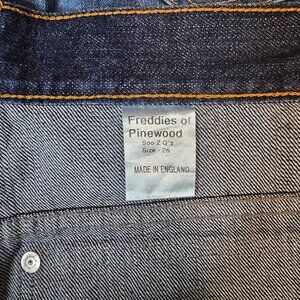 Freddies of
Pinewood
Soo Z Q's
Size - 26
MADE IN ENGLAND